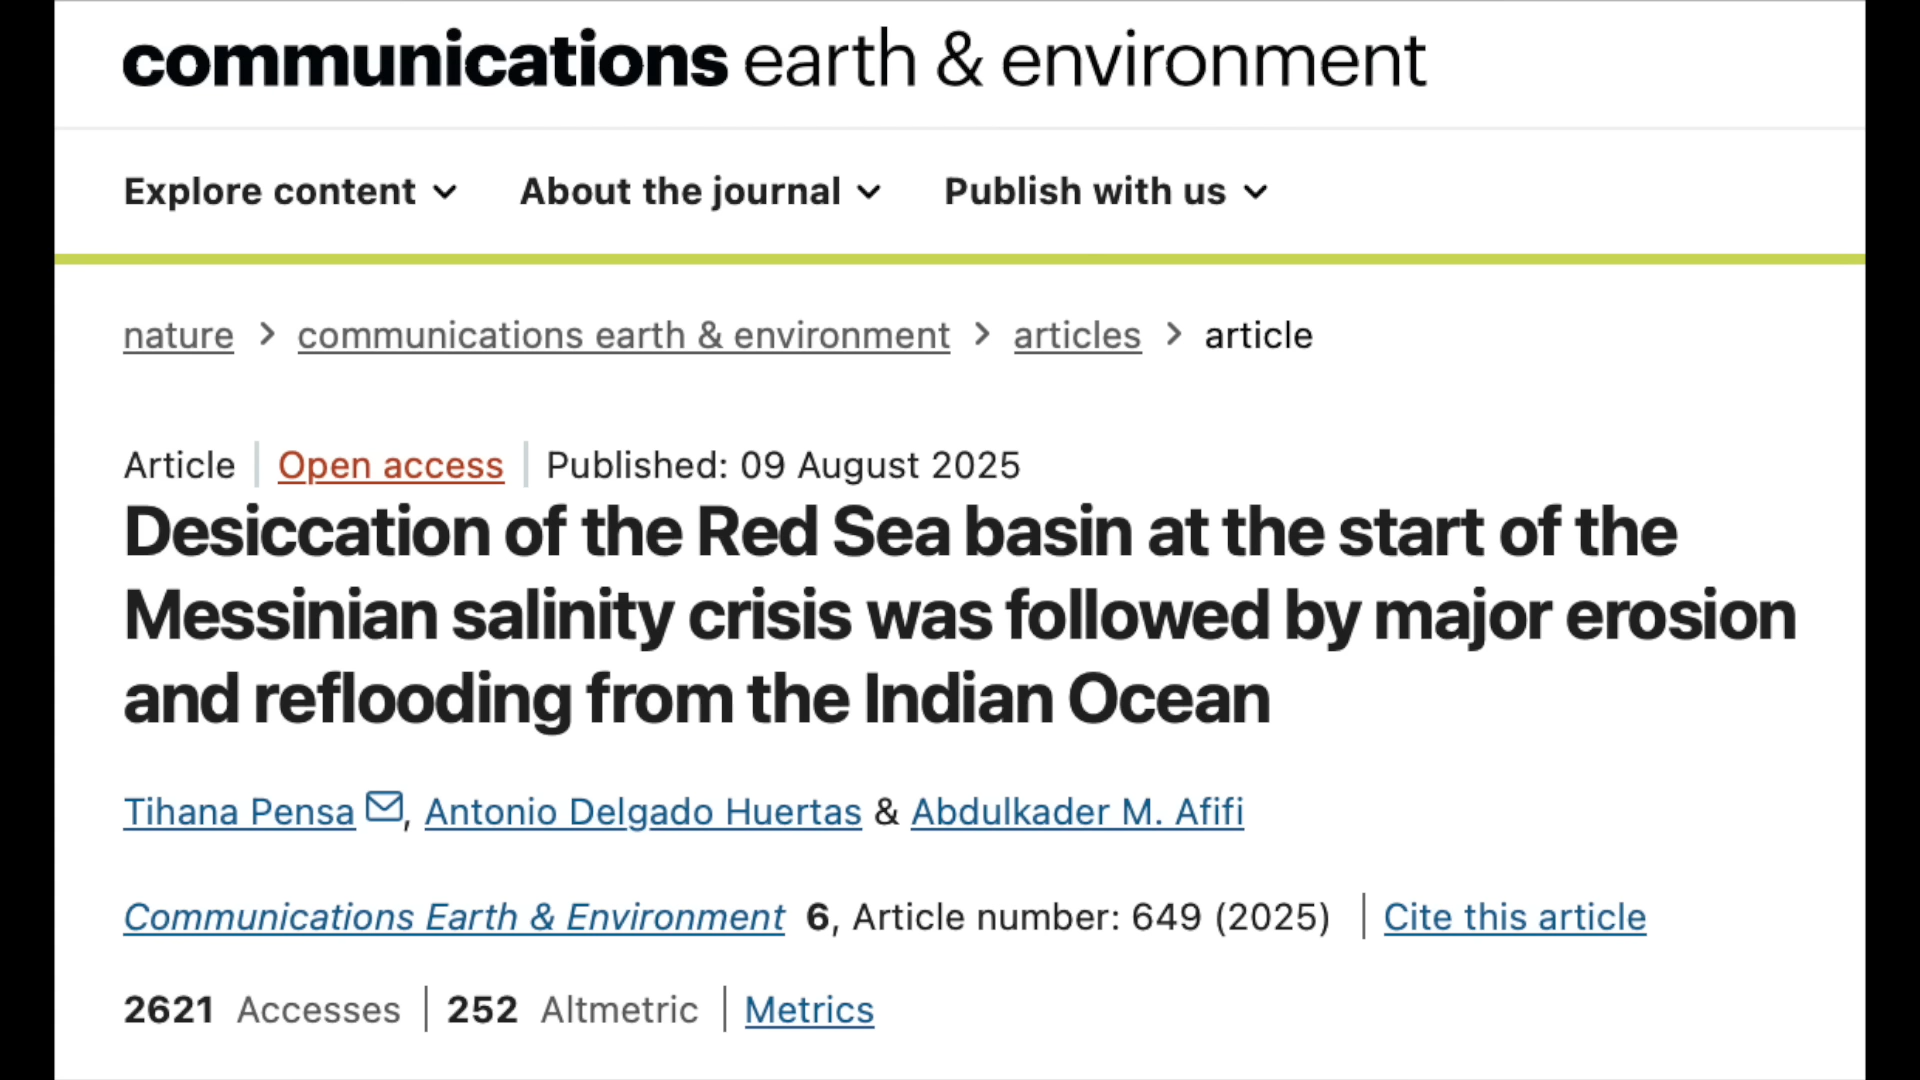 communications earth & environment
Explore content About the journal Publish with us
nature > communications earth & environment > articles > article
Article | Open access | Published: 09 August 2025
Desiccation of the Red Sea basin at the start of the
Messinian salinity crisis was followed by major erosion
and reflooding from the Indian Ocean
Tihana Pensa, Antonio Delgado Huertas & Abdulkader M. Afifi
Communications Earth & Environment 6, Article number: 649 (2025) | Cite this article
2621 Accesses | 252 Altmetric | Metrics